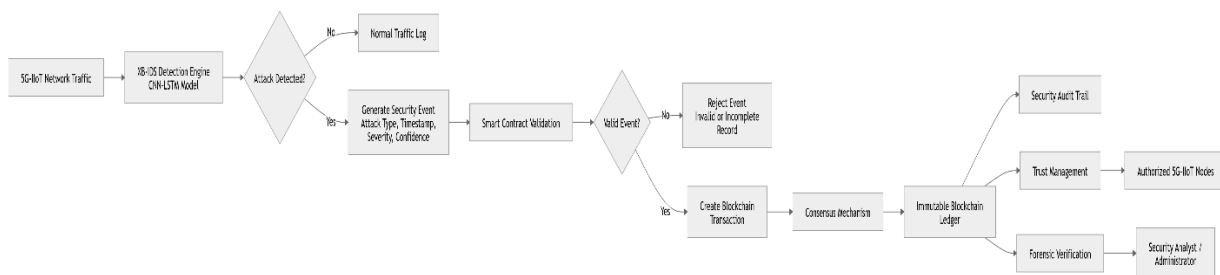 5G-IIoT Network Traffic
XB-IDS Detection Engine
CNN-LSTM Model
Attack Detected?
No
Normal Traffic Log
Yes
Generate Security Event
Attack Type, Timestamp,
Severity, Confidence
Smart Contract Validation
Valid Event?
No
Reject Event
Invalid or Incomplete
Record
Yes
Create Blockchain
Transaction
Consensus Mechanism
Immutable Blockchain
Ledger
Security Audit Trail
Trust Management
Authorized 5G-IIoT Nodes
Forensic Verification
Security Analyst /
Administrator